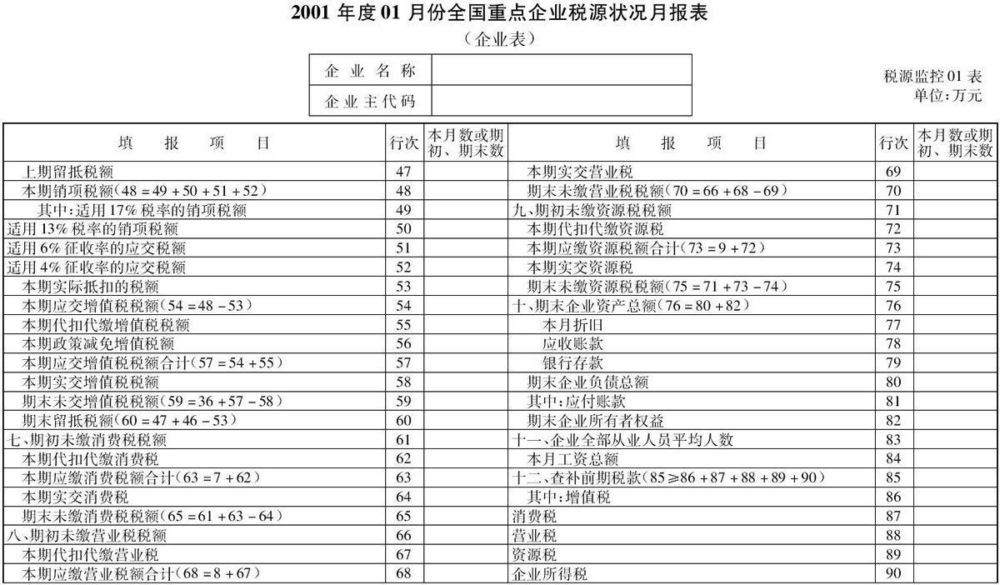 2001 年度 01 月份全国重点企业税源状况月报表
（企业表）
企业名称
企业主代码
税源监控 01 表
单位:万元
填报项目 行次 本月数或期初、期末数 填报项目 行次 本月数或期初、期末数
上期留抵税额 47 本期实交营业税 69
本期销项税额(48=49+50+51+52) 48 期末未缴营业税税额(70=66+68-69) 70
其中:适用17%税率的销项税额 49 九、期初未缴资源税税额 71
适用13%税率的销项税额 50 本期代扣代缴资源税 72
适用6%征收率的应交税额 51 本期应缴资源税额合计(73=9+72) 73
适用4%征收率的应交税额 52 本期实交资源税 74
本期实际抵扣的税额 53 期末未缴资源税税额(75=71+73-74) 75
本期应交增值税税额(54=48-53) 54 十、期末企业资产总额(76=80+82) 76
本期代扣代缴增值税税额 55 本月折旧 77
本期政策减免增值税额 56 应收账款 78
本期应交增值税税额合计(57=54+55) 57 银行存款 79
本期实交增值税税额 58 期末企业负债总额 80
期末未交增值税税额(59=36+57-58) 59 其中:应付账款 81
期末留抵税额(60=47+46-53) 60 期末企业所有者权益 82
七、期初未缴消费税税额 61 十一、企业全部从业人员平均人数 83
本期代扣代缴消费税 62 本月工资总额 84
本期应缴消费税额合计(63=7+62) 63 十二、查补前期税款(85≥86+87+88+89+90) 85
本期实交消费税 64 其中:增值税 86
期末未缴消费税税额(65=61+63-64) 65 消费税 87
八、期初未缴营业税税额 66 营业税 88
本期代扣代缴营业税 67 资源税 89
本期应缴营业税额合计(68=8+67) 68 企业所得税 90